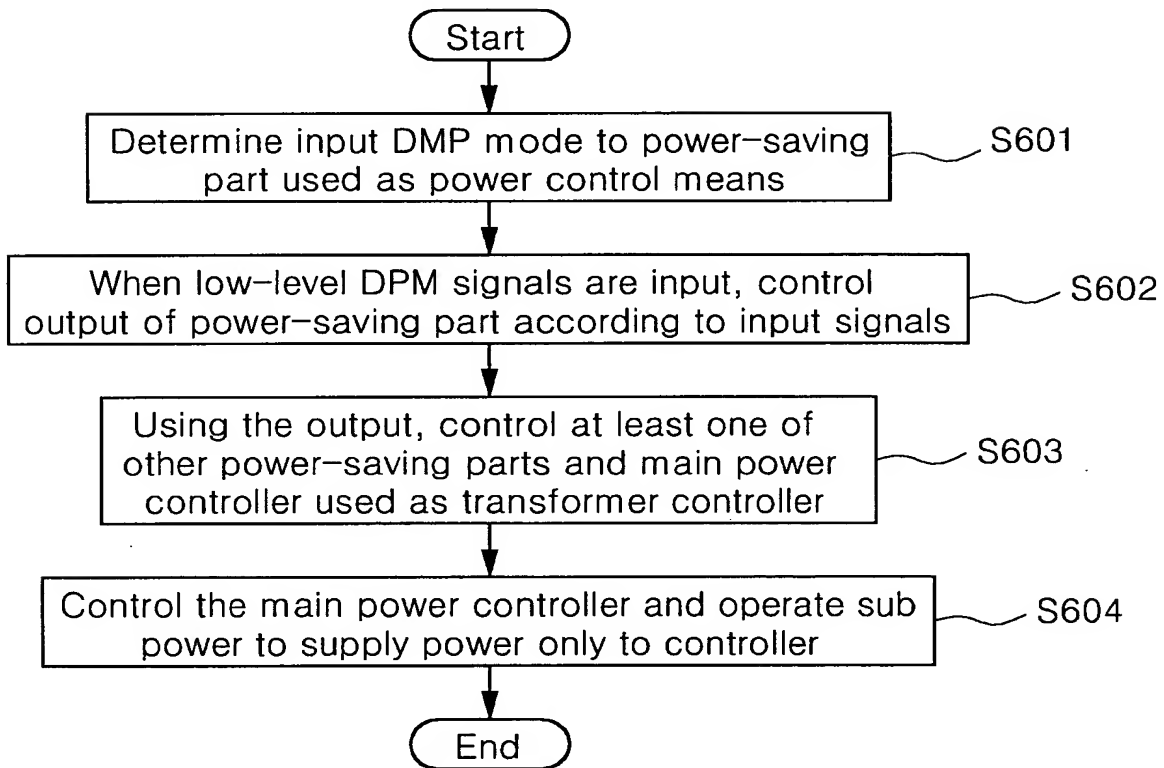 Start
Determine input DMP mode to power-saving
part used as power control means
S601
When low-level DPM signals are input, control
output of power-saving part according to input signals
S602
Using the output, control at least one of
other power-saving parts and main power
controller used as transformer controller
S603
Control the main power controller and operate sub
power to supply power only to controller
S604
End